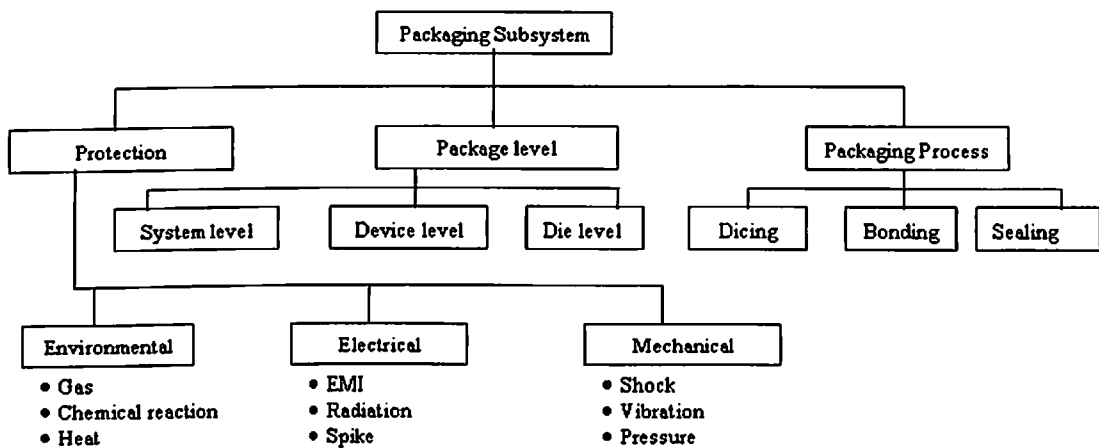 Packaging Subsystem
Protection
Package level
Packaging Process
System level
Device level
Die level
Dicing
Bonding
Sealing
Environmental
Electrical
Mechanical
• Gas
• Chemical reaction
• Heat
• EMI
• Radiation
• Spike
• Shock
• Vibration
• Pressure